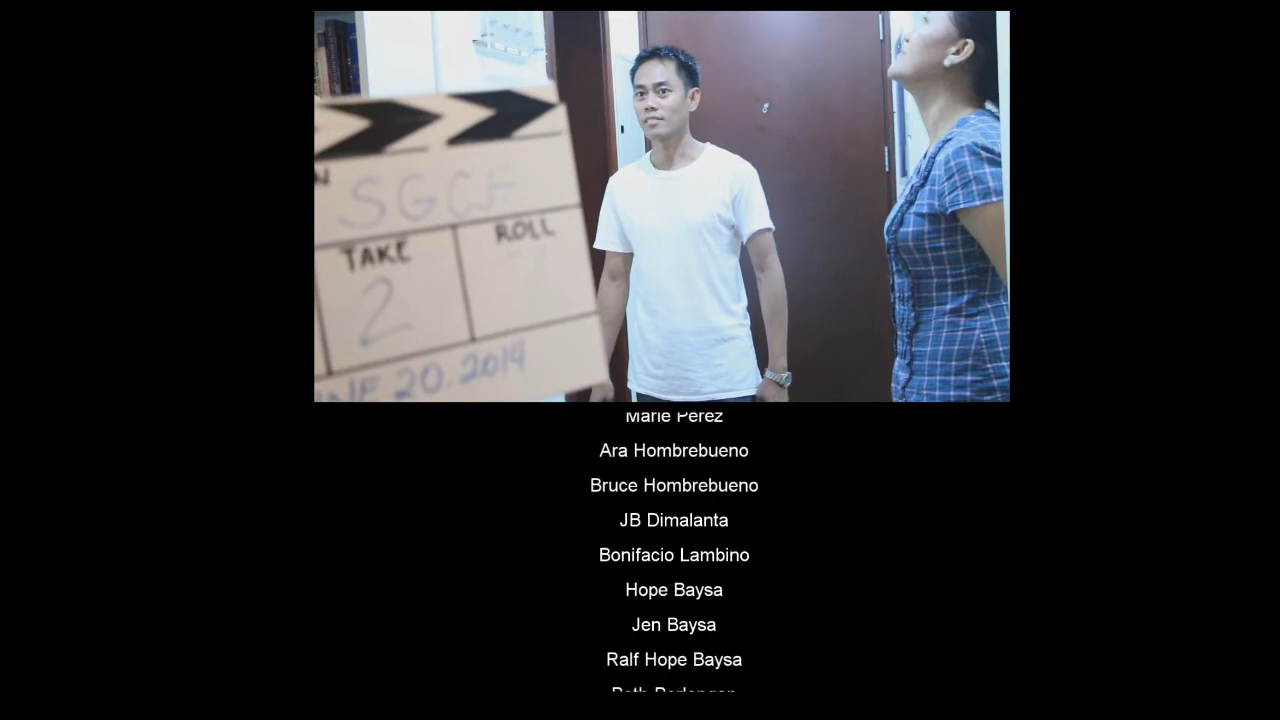 SGCF
TAKE
ROLL
2
20. 2014
Marie Perez
Ara Hombrebueno
Bruce Hombrebueno
JB Dimalanta
Bonifacio Lambino
Hope Baysa
Jen Baysa
Ralf Hope Baysa